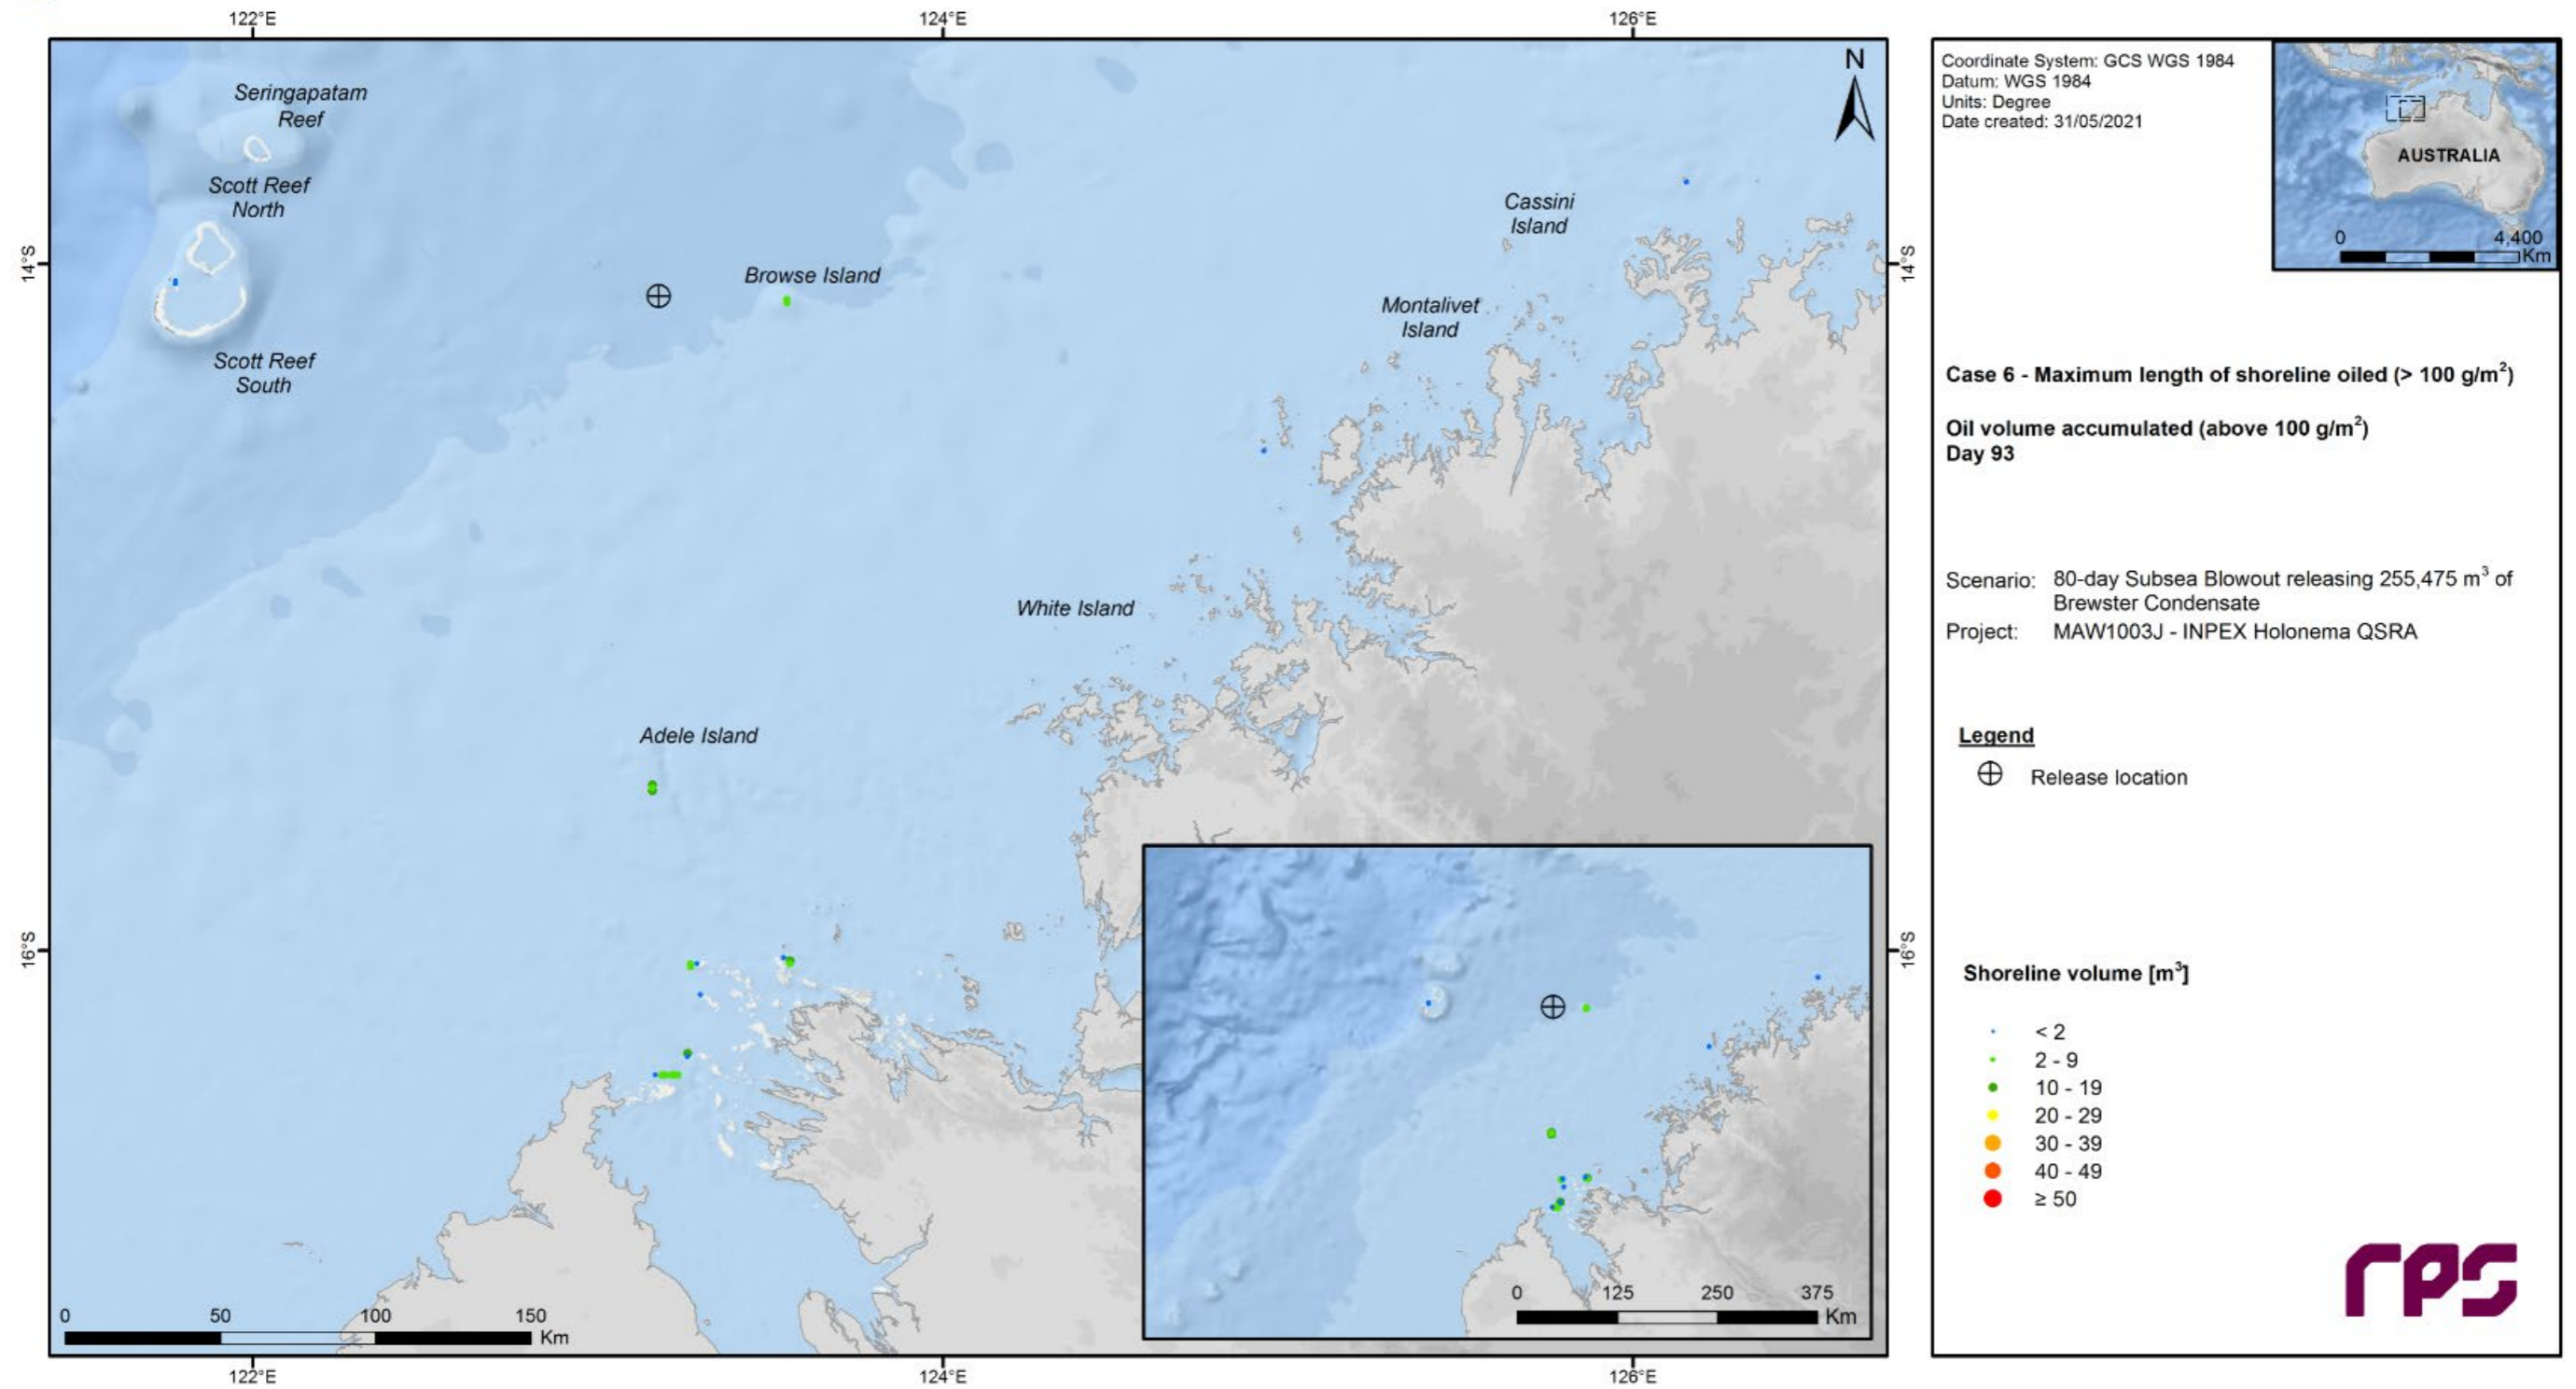 122°E
124°E
126°E
14°S
16°S
14°S
16°S
122°E
124°E
126°E
N
Seringapatam
Reef
Scott Reef
North
Scott Reef
South
Browse Island
Cassini
Island
Montalivet
Island
White Island
Adele Island
0 50 100 150 Km
0 125 250 375 Km
Coordinate System: GCS WGS 1984
Datum: WGS 1984
Units: Degree
Date created: 31/05/2021
AUSTRALIA
0 4,400
Km
Case 6 - Maximum length of shoreline oiled (> 100 g/m²)
Oil volume accumulated (above 100 g/m²)
Day 93
Scenario: 80-day Subsea Blowout releasing 255,475 m³ of
Brewster Condensate
Project: MAW1003J - INPEX Holonema QSRA
Legend
Release location
Shoreline volume [m³]
< 2
2 - 9
10 - 19
20 - 29
30 - 39
40 - 49
≥ 50
rps